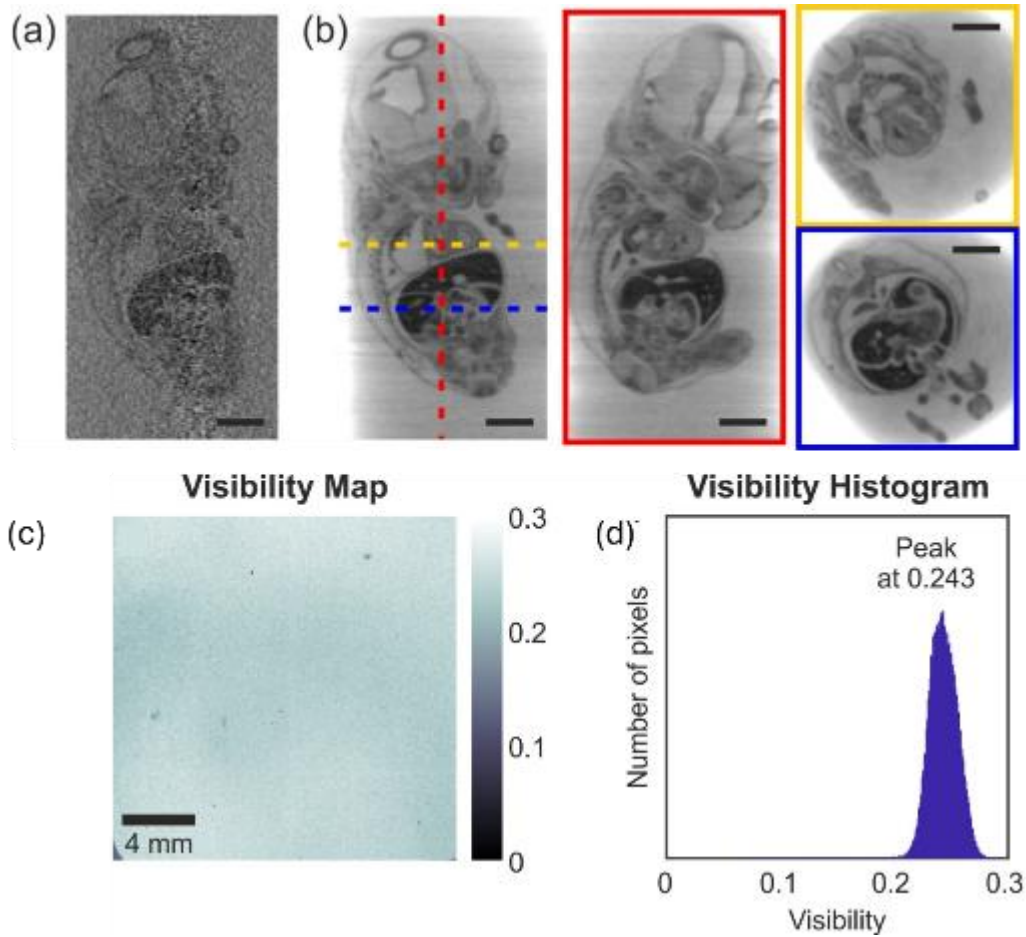 (a)
(b)
Visibility Map
(c)
0.3
0.2
0.1
0
4 mm
Visibility Histogram
(d)
Peak
at 0.243
Number of pixels
0
0.1
0.2
0.3
Visibility